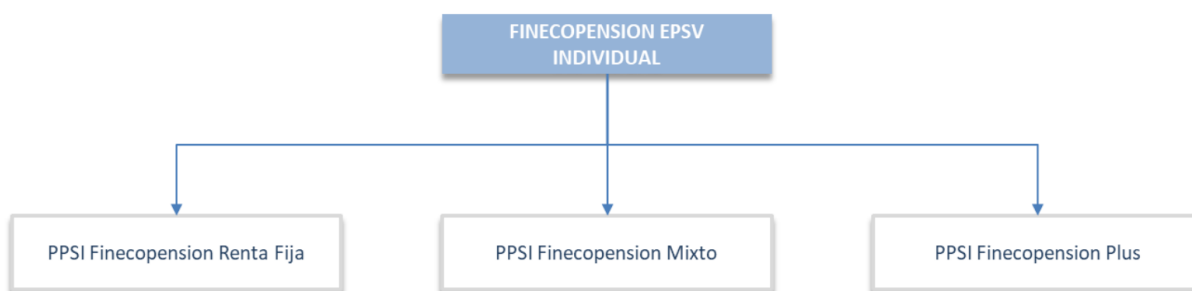 FINECOPENSION EPSV
INDIVIDUAL
PPSI Finecopension Renta Fija
PPSI Finecopension Mixto
PPSI Finecopension Plus